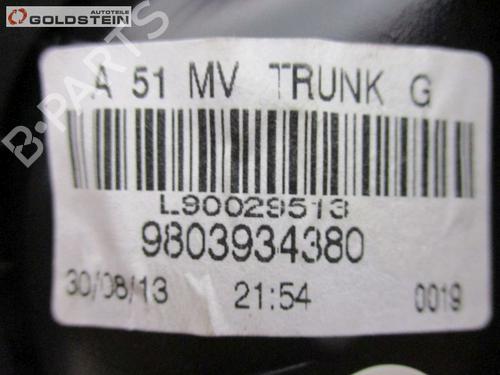 AUTOTEILE
GOLDSTEIN
B-PARTS
A 51 MV TRUNK G
L90029513
9803934380
30/08/13 21:54 0019